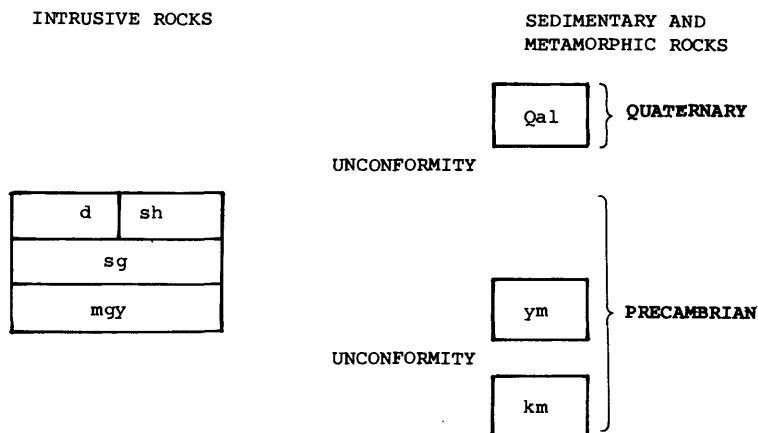 INTRUSIVE ROCKS
SEDIMENTARY AND
METAMORPHIC ROCKS
Qal
QUATERNARY
UNCONFORMITY
d
sh
sg
mgy
ym
PRECAMBRIAN
UNCONFORMITY
km